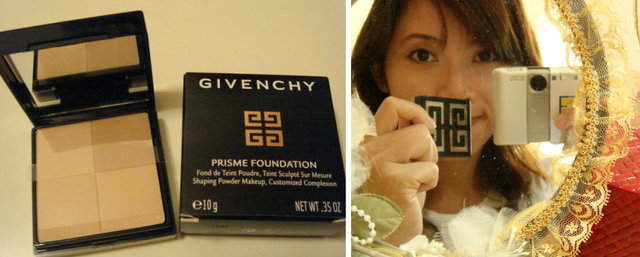 GIVENCHY
PRISME FOUNDATION
Fond de Teint Poudre, Teint Sculpté Sur Mesure
Shaping Powder Makeup, Customized Complexion
℮10 g NET WT. .35 OZ